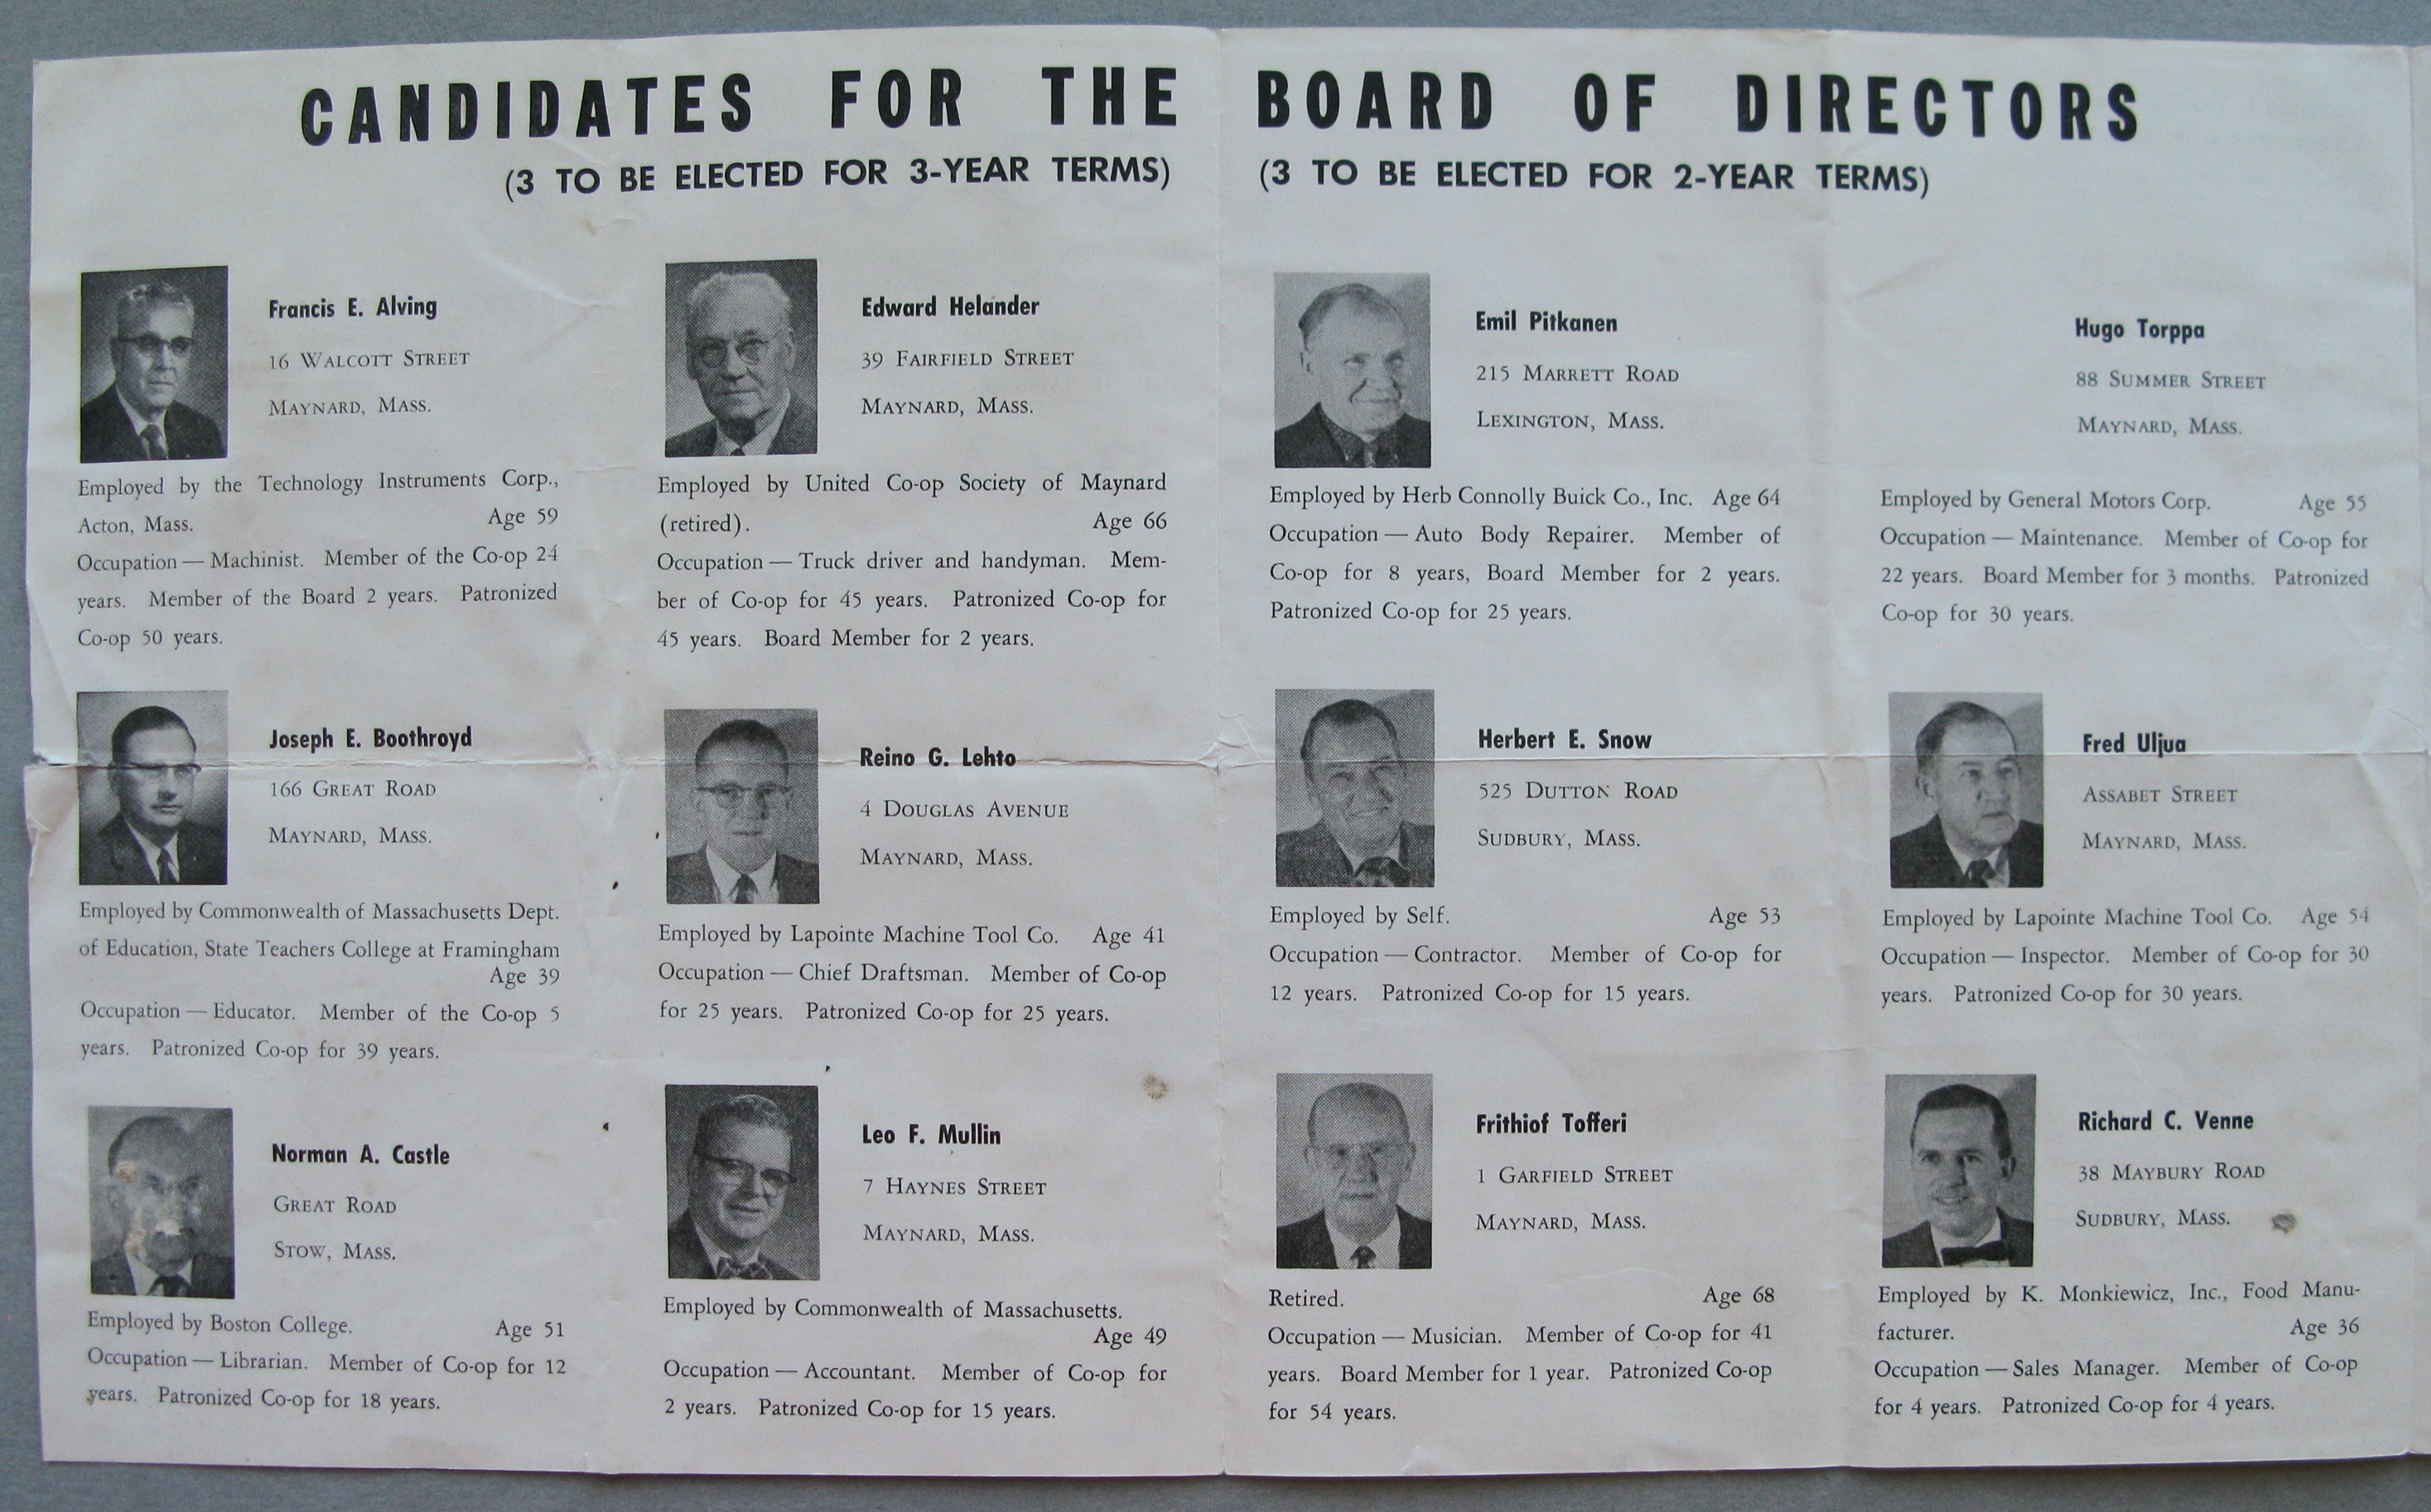 CANDIDATES FOR THE BOARD OF DIRECTORS
(3 TO BE ELECTED FOR 3-YEAR TERMS) (3 TO BE ELECTED FOR 2-YEAR TERMS)
Francis E. Alving
16 Walcott Street
Maynard, Mass.
Employed by the Technology Instruments Corp.,
Acton, Mass. Age 59
Occupation — Machinist. Member of the Co-op 24
years. Member of the Board 2 years. Patronized
Co-op 50 years.
Joseph E. Boothroyd
166 Great Road
Maynard, Mass.
Employed by Commonwealth of Massachusetts Dept.
of Education, State Teachers College at Framingham
Age 39
Occupation — Educator. Member of the Co-op 5
years. Patronized Co-op for 39 years.
Norman A. Castle
Great Road
Stow, Mass.
Employed by Boston College. Age 51
Occupation — Librarian. Member of Co-op for 12
years. Patronized Co-op for 18 years.
Edward Helander
39 Fairfield Street
Maynard, Mass.
Employed by United Co-op Society of Maynard
(retired). Age 66
Occupation — Truck driver and handyman. Mem-
ber of Co-op for 45 years. Patronized Co-op for
45 years. Board Member for 2 years.
Reino G. Lehto
4 Douglas Avenue
Maynard, Mass.
Employed by Lapointe Machine Tool Co. Age 41
Occupation — Chief Draftsman. Member of Co-op
for 25 years. Patronized Co-op for 25 years.
Leo F. Mullin
7 Haynes Street
Maynard, Mass.
Employed by Commonwealth of Massachusetts.
Age 49
Occupation — Accountant. Member of Co-op for
2 years. Patronized Co-op for 15 years.
Emil Pitkanen
215 Marrett Road
Lexington, Mass.
Employed by Herb Connolly Buick Co., Inc. Age 64
Occupation — Auto Body Repairer. Member of
Co-op for 8 years, Board Member for 2 years.
Patronized Co-op for 25 years.
Herbert E. Snow
525 Dutton Road
Sudbury, Mass.
Employed by Self. Age 53
Occupation — Contractor. Member of Co-op for
12 years. Patronized Co-op for 15 years.
Frithiof Tofferi
1 Garfield Street
Maynard, Mass.
Retired. Age 68
Occupation — Musician. Member of Co-op for 41
years. Board Member for 1 year. Patronized Co-op
for 54 years.
Hugo Torppa
88 Summer Street
Maynard, Mass.
Employed by General Motors Corp. Age 55
Occupation — Maintenance. Member of Co-op for
22 years. Board Member for 3 months. Patronized
Co-op for 30 years.
Fred Uljua
Assabet Street
Maynard, Mass.
Employed by Lapointe Machine Tool Co. Age 54
Occupation — Inspector. Member of Co-op for 30
years. Patronized Co-op for 30 years.
Richard C. Venne
38 Maybury Road
Sudbury, Mass.
Employed by K. Monkiewicz, Inc., Food Manu-
facturer. Age 36
Occupation — Sales Manager. Member of Co-op
for 4 years. Patronized Co-op for 4 years.